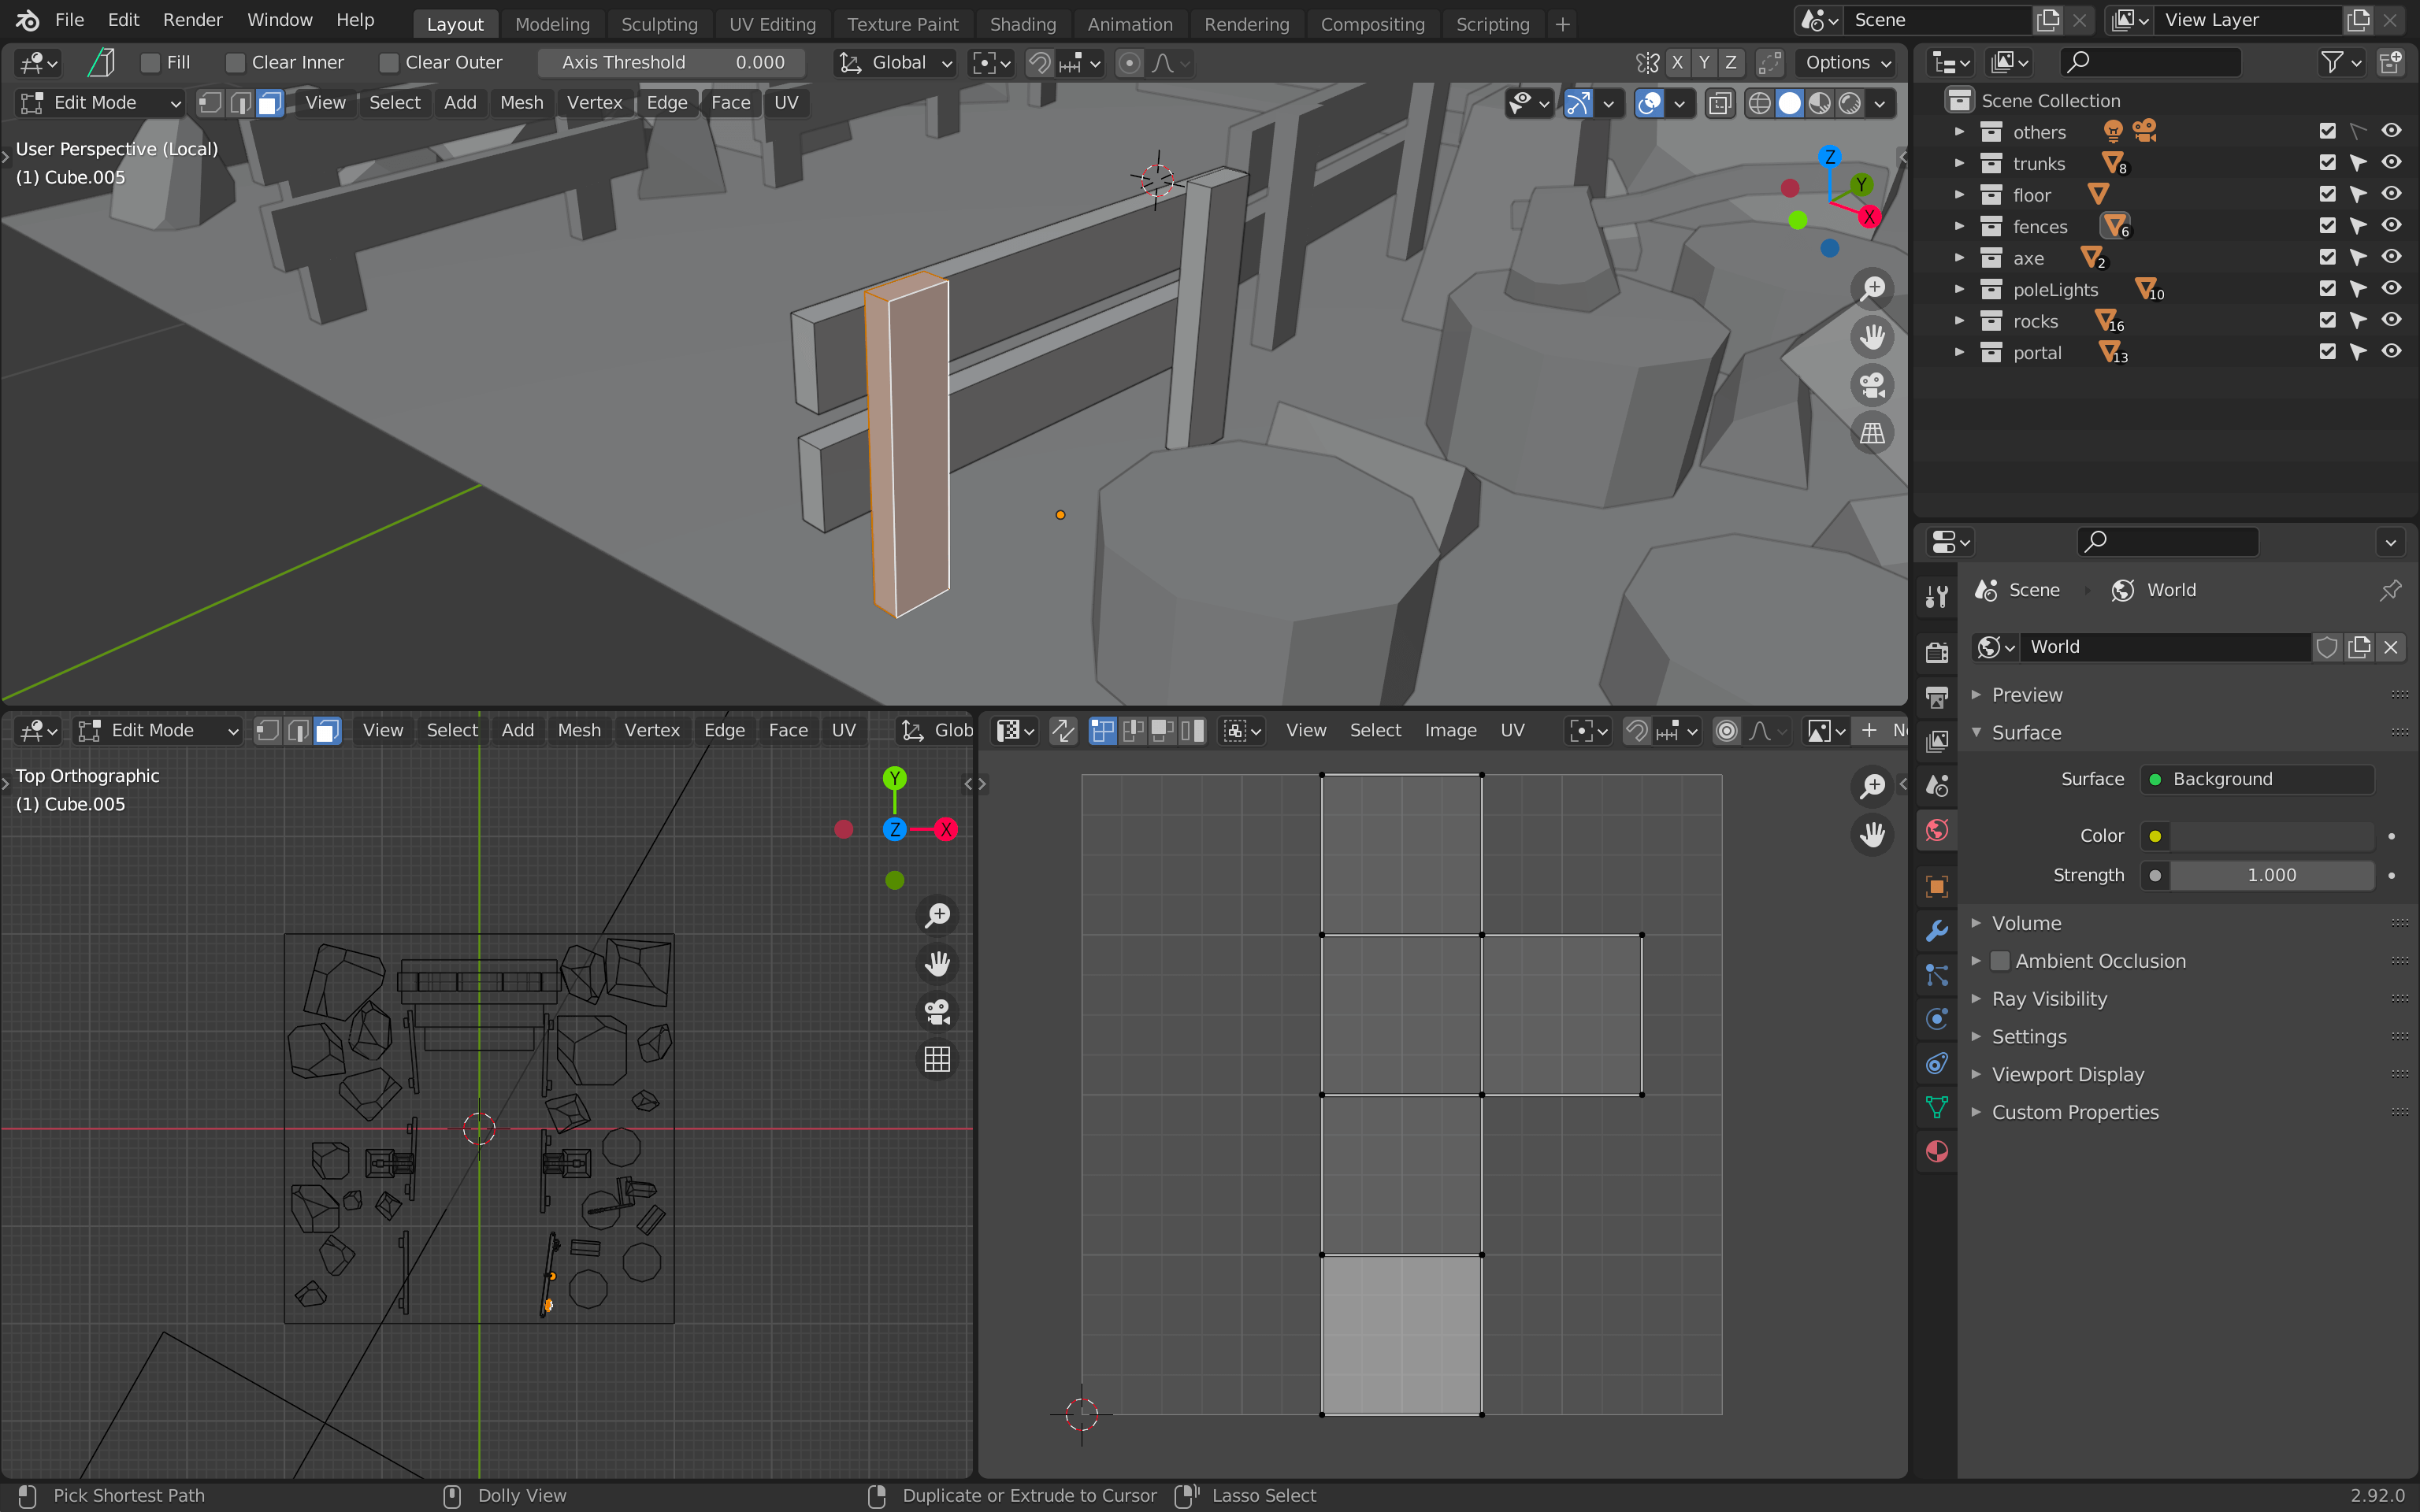 File Edit Render Window Help Layout Modeling Sculpting UV Editing Texture Paint Shading Animation Rendering Compositing Scripting + Scene View Layer
Fill Clear Inner Clear Outer Axis Threshold 0.000 Global X Y Z Options
Edit Mode View Select Add Mesh Vertex Edge Face UV
User Perspective (Local)
(1) Cube.005
Z
Y
X
Scene Collection
others
trunks 8
floor
fences 6
axe 2
poleLights 10
rocks 16
portal 13
Scene World
World
Preview
Surface
Surface Background
Color
Strength 1.000
Volume
Ambient Occlusion
Ray Visibility
Settings
Viewport Display
Custom Properties
Edit Mode View Select Add Mesh Vertex Edge Face UV Glob
Top Orthographic
(1) Cube.005
Y
Z X
View Select Image UV + N
Pick Shortest Path Dolly View Duplicate or Extrude to Cursor Lasso Select 2.92.0